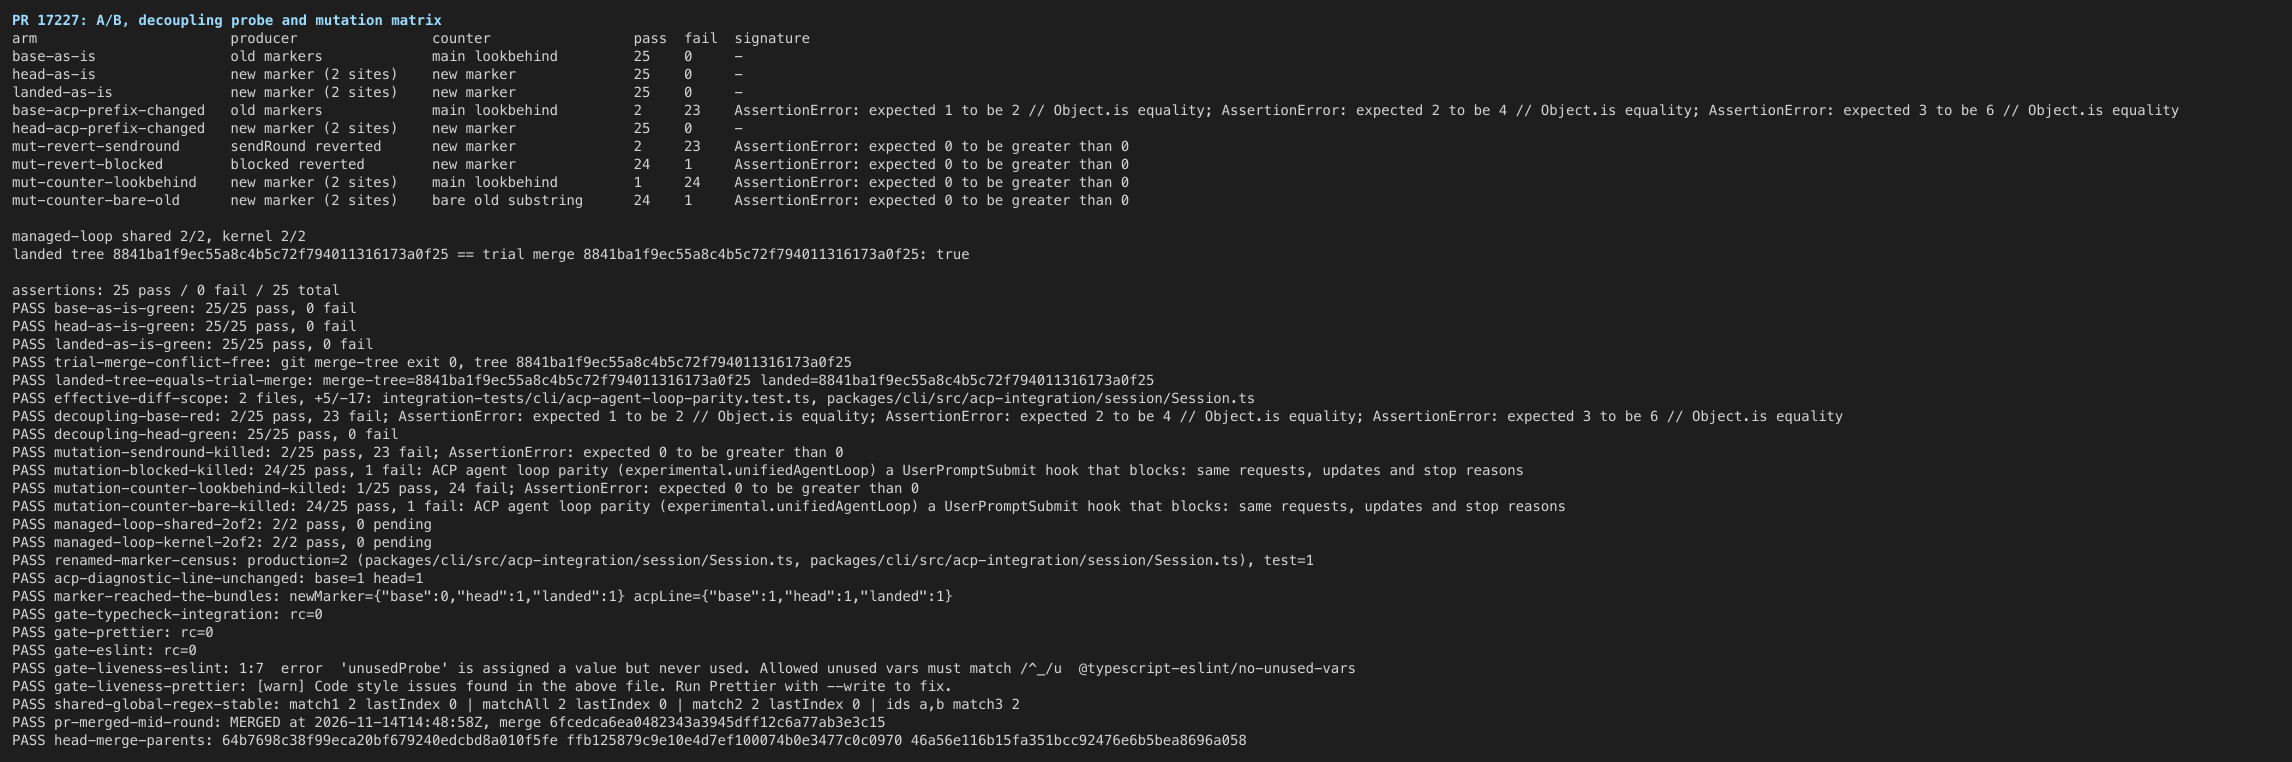 PR 17227: A/B, decoupling probe and mutation matrix
arm producer counter pass fail signature
base-as-is old markers main lookbehind 25 0 –
head-as-is new marker (2 sites) new marker 25 0 –
landed-as-is new marker (2 sites) new marker 25 0 –
base-acp-prefix-changed old markers main lookbehind 2 23 AssertionError: expected 1 to be 2 // Object.is equality; AssertionError: expected 2 to be 4 // Object.is equality; AssertionError: expected 3 to be 6 // Object.is equality
head-acp-prefix-changed new marker (2 sites) new marker 25 0 –
mut-revert-sendround sendRound reverted new marker 2 23 AssertionError: expected 0 to be greater than 0
mut-revert-blocked blocked reverted new marker 24 1 AssertionError: expected 0 to be greater than 0
mut-counter-lookbehind new marker (2 sites) main lookbehind 1 24 AssertionError: expected 0 to be greater than 0
mut-counter-bare-old new marker (2 sites) bare old substring 24 1 AssertionError: expected 0 to be greater than 0
managed-loop shared 2/2, kernel 2/2
landed tree 8841ba1f9ec55a8c4b5c72f794011316173a0f25 == trial merge 8841ba1f9ec55a8c4b5c72f794011316173a0f25: true
assertions: 25 pass / 0 fail / 25 total
PASS base-as-is-green: 25/25 pass, 0 fail
PASS head-as-is-green: 25/25 pass, 0 fail
PASS landed-as-is-green: 25/25 pass, 0 fail
PASS trial-merge-conflict-free: git merge-tree exit 0, tree 8841ba1f9ec55a8c4b5c72f794011316173a0f25
PASS landed-tree-equals-trial-merge: merge-tree=8841ba1f9ec55a8c4b5c72f794011316173a0f25 landed=8841ba1f9ec55a8c4b5c72f794011316173a0f25
PASS effective-diff-scope: 2 files, +5/-17: integration-tests/cli/acp-agent-loop-parity.test.ts, packages/cli/src/acp-integration/session/Session.ts
PASS decoupling-base-red: 2/25 pass, 23 fail; AssertionError: expected 1 to be 2 // Object.is equality; AssertionError: expected 2 to be 4 // Object.is equality; AssertionError: expected 3 to be 6 // Object.is equality
PASS decoupling-head-green: 25/25 pass, 0 fail
PASS mutation-sendround-killed: 2/25 pass, 23 fail; AssertionError: expected 0 to be greater than 0
PASS mutation-blocked-killed: 24/25 pass, 1 fail: ACP agent loop parity (experimental.unifiedAgentLoop) a UserPromptSubmit hook that blocks: same requests, updates and stop reasons
PASS mutation-counter-lookbehind-killed: 1/25 pass, 24 fail; AssertionError: expected 0 to be greater than 0
PASS mutation-counter-bare-killed: 24/25 pass, 1 fail: ACP agent loop parity (experimental.unifiedAgentLoop) a UserPromptSubmit hook that blocks: same requests, updates and stop reasons
PASS managed-loop-shared-2of2: 2/2 pass, 0 pending
PASS managed-loop-kernel-2of2: 2/2 pass, 0 pending
PASS renamed-marker-census: production=2 (packages/cli/src/acp-integration/session/Session.ts, packages/cli/src/acp-integration/session/Session.ts), test=1
PASS acp-diagnostic-line-unchanged: base=1 head=1
PASS marker-reached-the-bundles: newMarker={"base":0,"head":1,"landed":1} acpLine={"base":1,"head":1,"landed":1}
PASS gate-typecheck-integration: rc=0
PASS gate-prettier: rc=0
PASS gate-eslint: rc=0
PASS gate-liveness-eslint: 1:7 error 'unusedProbe' is assigned a value but never used. Allowed unused vars must match /^_/u @typescript-eslint/no-unused-vars
PASS gate-liveness-prettier: [warn] Code style issues found in the above file. Run Prettier with --write to fix.
PASS shared-global-regex-stable: match1 2 lastIndex 0 | matchAll 2 lastIndex 0 | match2 2 lastIndex 0 | ids a,b match3 2
PASS pr-merged-mid-round: MERGED at 2026-11-14T14:48:58Z, merge 6fcedca6ea0482343a3945dff12c6a77ab3e3c15
PASS head-merge-parents: 64b7698c38f99eca20bf679240edcbd8a010f5fe ffb125879c9e10e4d7ef100074b0e3477c0c0970 46a56e116b15fa351bcc92476e6b5bea8696a058